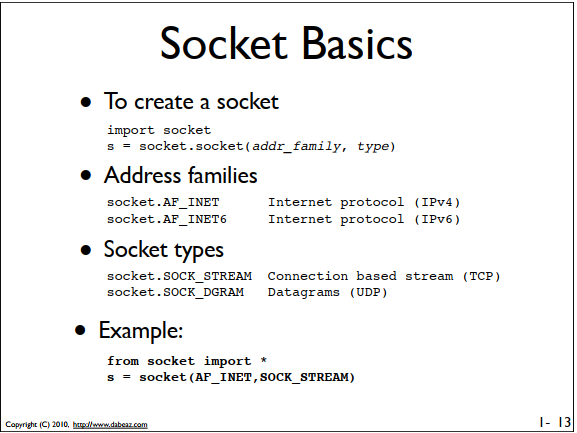 Socket Basics
• To create a socket
import socket
s = socket.socket(addr_family, type)
• Address families
socket.AF_INET Internet protocol (IPv4)
socket.AF_INET6 Internet protocol (IPv6)
• Socket types
socket.SOCK_STREAM Connection based stream (TCP)
socket.SOCK_DGRAM Datagrams (UDP)
• Example:
from socket import *
s = socket(AF_INET,SOCK_STREAM)
Copyright (C) 2010, http://www.dabeaz.com
1- 13